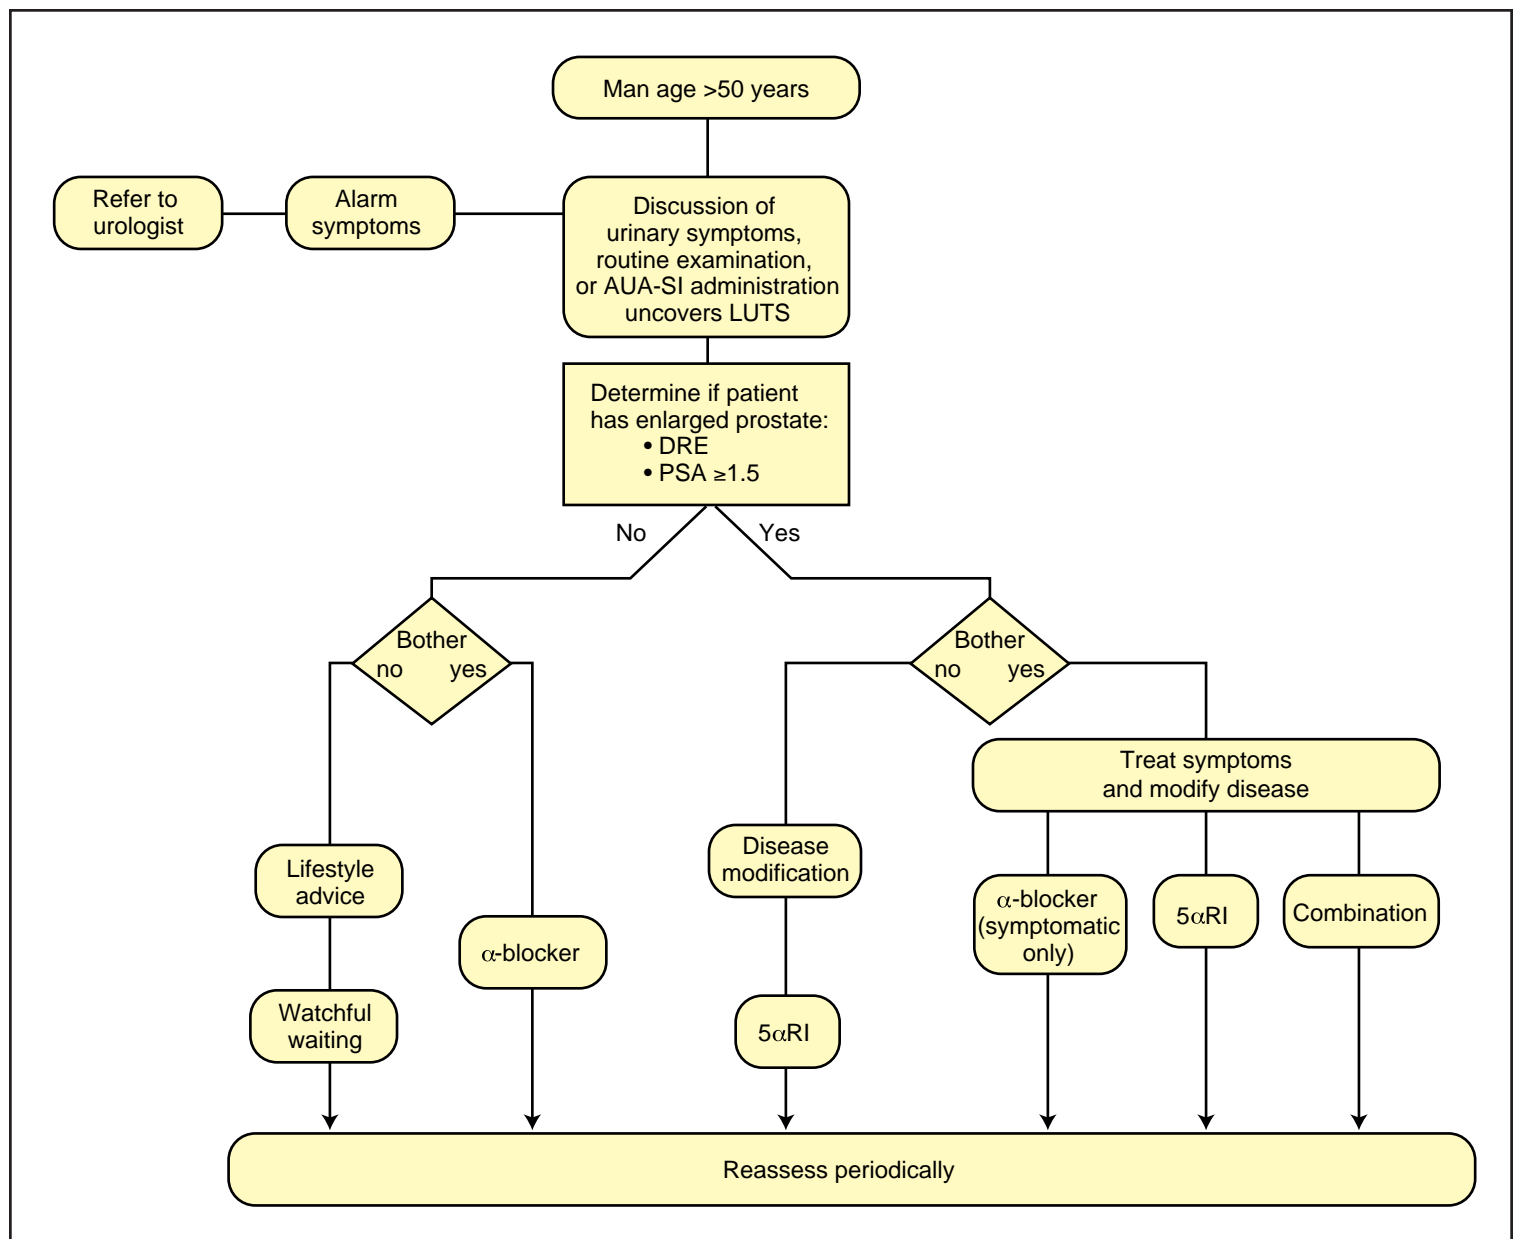 Man age >50 years
Refer to
urologist
Alarm
symptoms
Discussion of
urinary symptoms,
routine examination,
or AUA-SI administration
uncovers LUTS
Determine if patient
has enlarged prostate:
• DRE
• PSA ≥1.5
No
Yes
Bother
no yes
Bother
no yes
Treat symptoms
and modify disease
Lifestyle
advice
Disease
modification
α-blocker
α-blocker
(symptomatic
only)
5αRI
Combination
Watchful
waiting
5αRI
Reassess periodically